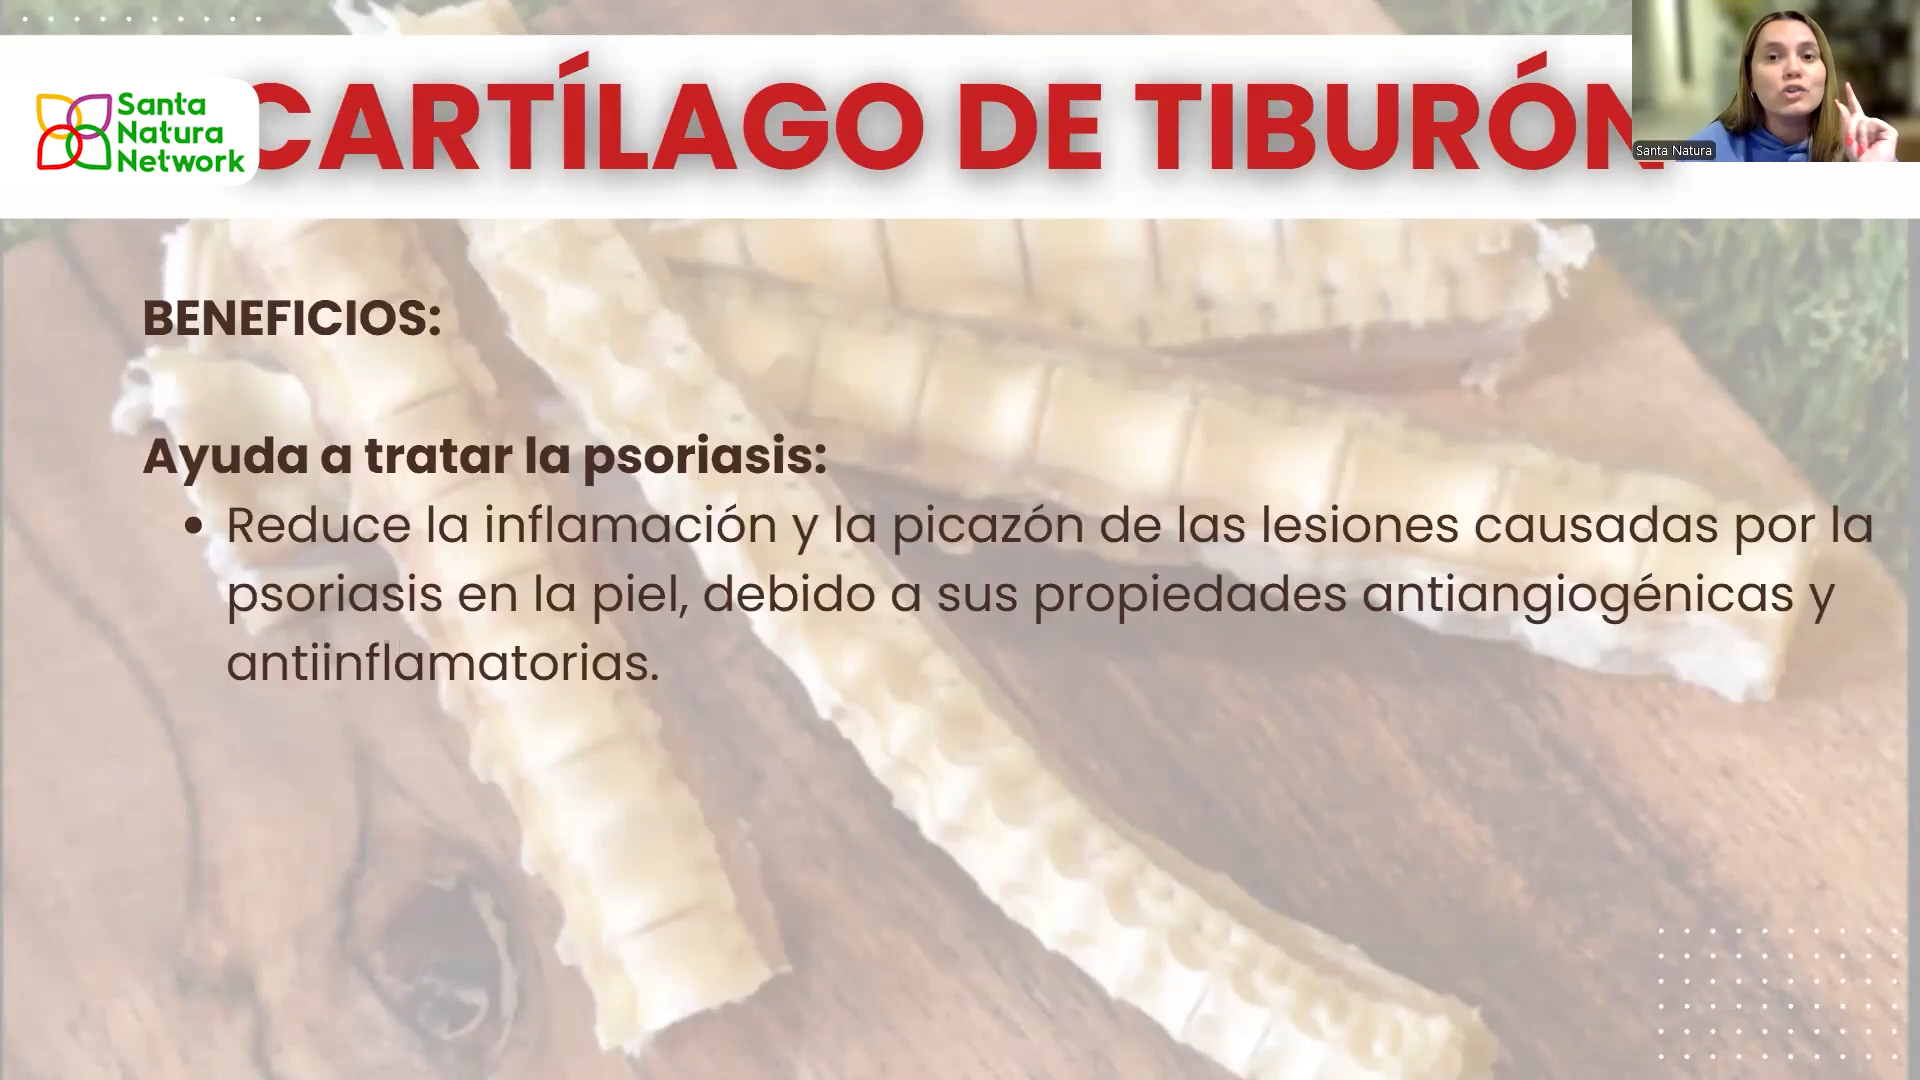 Santa
Natura
Network
CARTÍLAGO DE TIBURÓN
Santa Natura
BENEFICIOS:
Ayuda a tratar la psoriasis:
• Reduce la inflamación y la picazón de las lesiones causadas por la
psoriasis en la piel, debido a sus propiedades antiangiogénicas y
antiinflamatorias.